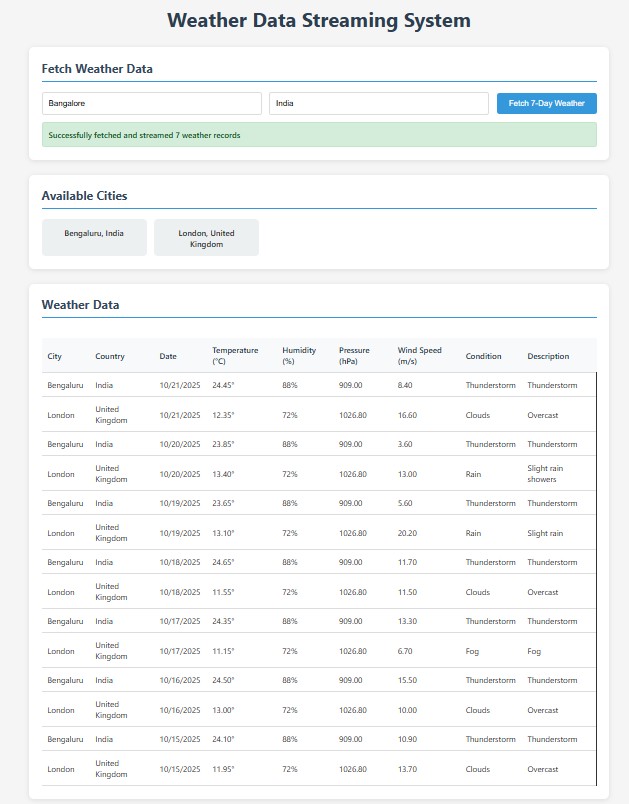 Weather Data Streaming System
Fetch Weather Data
Bangalore India Fetch 7-Day Weather
Successfully fetched and streamed 7 weather records
Available Cities
Bengaluru, India
London, United
Kingdom
Weather Data
City Country Date Temperature (°C) Humidity (%) Pressure (hPa) Wind Speed (m/s) Condition Description
Bengaluru India 10/21/2025 24.45° 88% 909.00 8.40 Thunderstorm Thunderstorm
London United Kingdom 10/21/2025 12.35° 72% 1026.80 16.60 Clouds Overcast
Bengaluru India 10/20/2025 23.85° 88% 909.00 3.60 Thunderstorm Thunderstorm
London United Kingdom 10/20/2025 13.40° 72% 1026.80 13.00 Rain Slight rain showers
Bengaluru India 10/19/2025 23.65° 88% 909.00 5.60 Thunderstorm Thunderstorm
London United Kingdom 10/19/2025 13.10° 72% 1026.80 20.20 Rain Slight rain
Bengaluru India 10/18/2025 24.65° 88% 909.00 11.70 Thunderstorm Thunderstorm
London United Kingdom 10/18/2025 11.55° 72% 1026.80 11.50 Clouds Overcast
Bengaluru India 10/17/2025 24.35° 88% 909.00 13.30 Thunderstorm Thunderstorm
London United Kingdom 10/17/2025 11.15° 72% 1026.80 6.70 Fog Fog
Bengaluru India 10/16/2025 24.50° 88% 909.00 15.50 Thunderstorm Thunderstorm
London United Kingdom 10/16/2025 13.00° 72% 1026.80 10.00 Clouds Overcast
Bengaluru India 10/15/2025 24.10° 88% 909.00 10.90 Thunderstorm Thunderstorm
London United Kingdom 10/15/2025 11.95° 72% 1026.80 13.70 Clouds Overcast